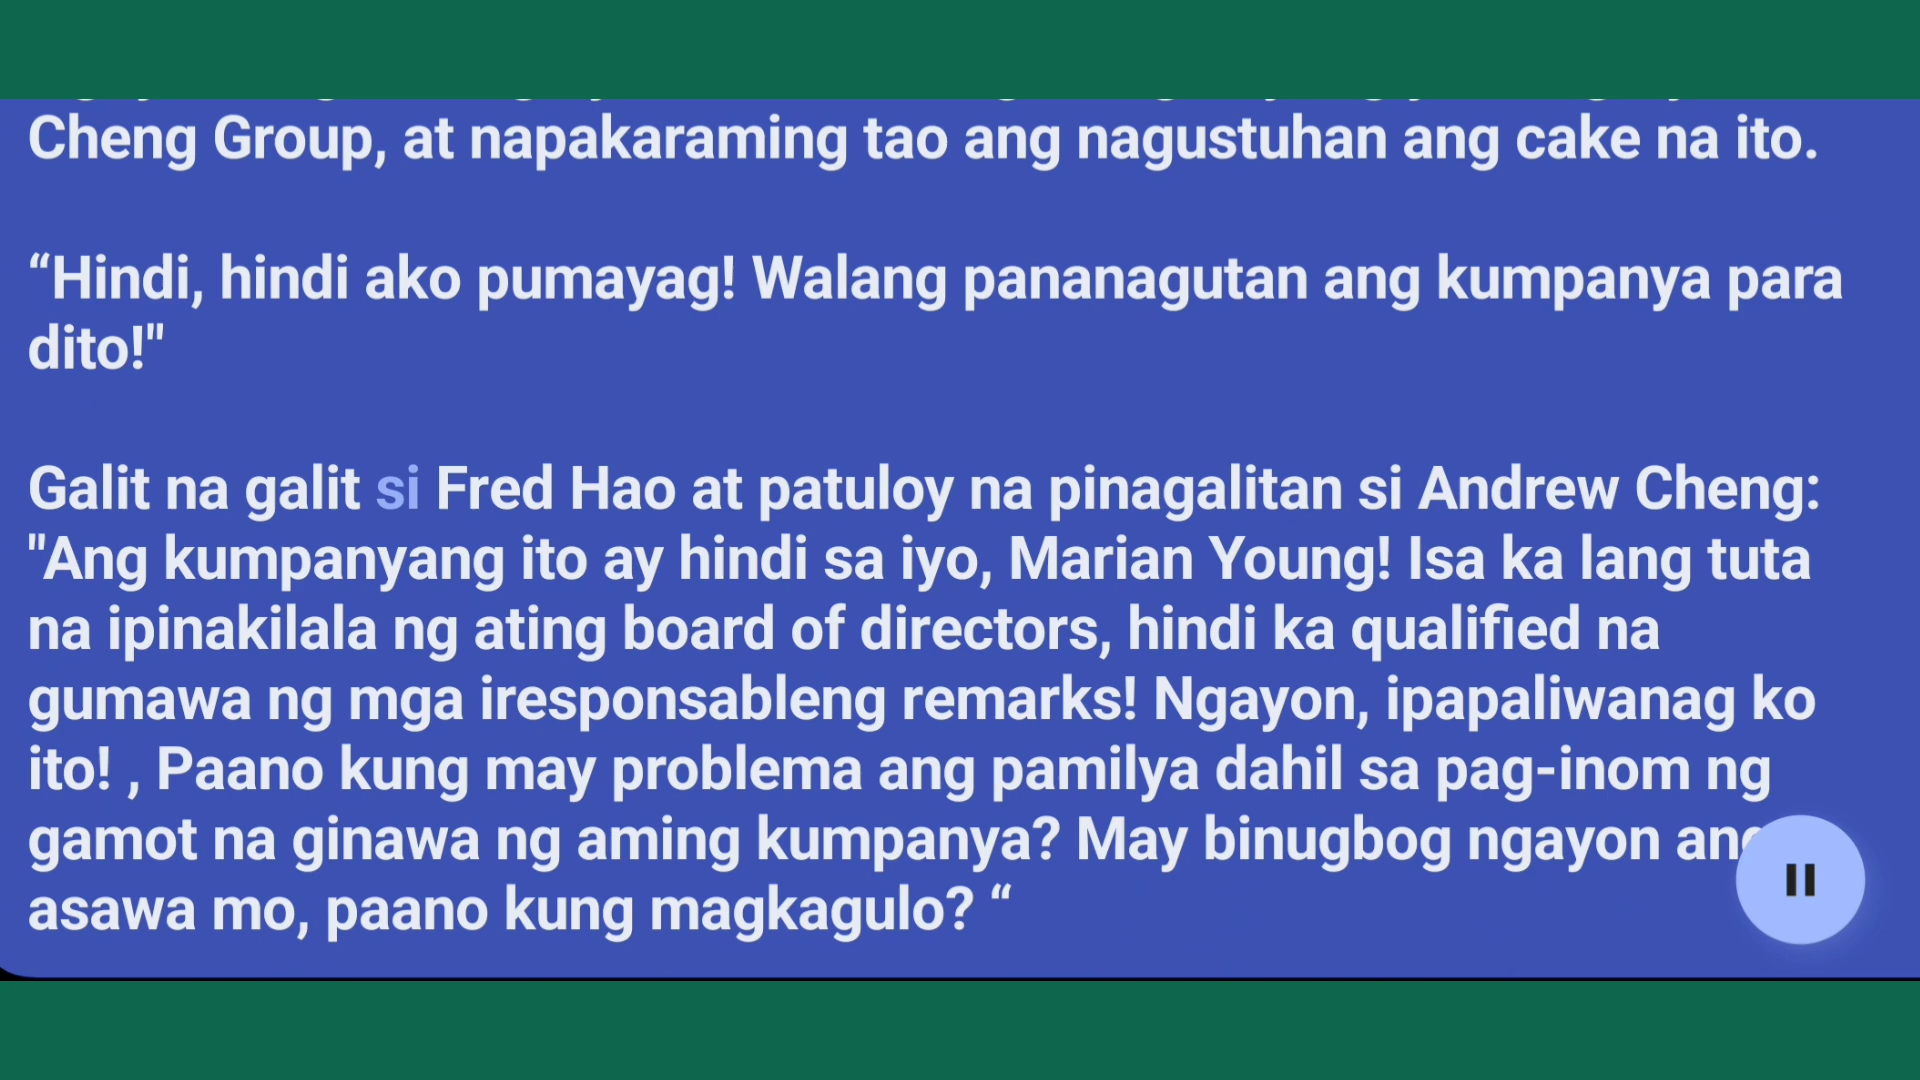 Cheng Group, at napakaraming tao ang nagustuhan ang cake na ito.
“Hindi, hindi ako pumayag! Walang pananagutan ang kumpanya para
dito!"
Galit na galit si Fred Hao at patuloy na pinagalitan si Andrew Cheng:
"Ang kumpanyang ito ay hindi sa iyo, Marian Young! Isa ka lang tuta
na ipinakilala ng ating board of directors, hindi ka qualified na
gumawa ng mga iresponsableng remarks! Ngayon, ipapaliwanag ko
ito! , Paano kung may problema ang pamilya dahil sa pag-inom ng
gamot na ginawa ng aming kumpanya? May binugbog ngayon ang
asawa mo, paano kung magkagulo? “